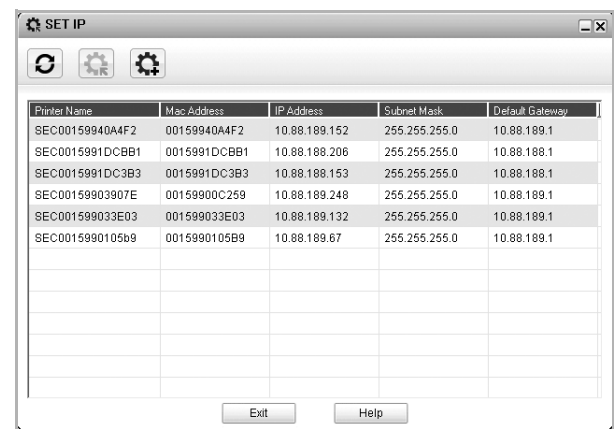 SET IP
Printer Name Mac Address IP Address Subnet Mask Default Gateway
SEC00159940A4F2 00159940A4F2 10.88.189.152 255.255.255.0 10.88.189.1
SEC0015991DCBB1 0015991DCBB1 10.88.188.206 255.255.255.0 10.88.188.1
SEC0015991DC3B3 0015991DC3B3 10.88.188.153 255.255.255.0 10.88.189.1
SEC00159903907E 00159900C259 10.88.189.248 255.255.255.0 10.88.189.1
SEC001599033E03 001599033E03 10.88.189.132 255.255.255.0 10.88.189.1
SEC0015990105b9 0015990105B9 10.88.189.67 255.255.255.0 10.88.189.1
Exit Help